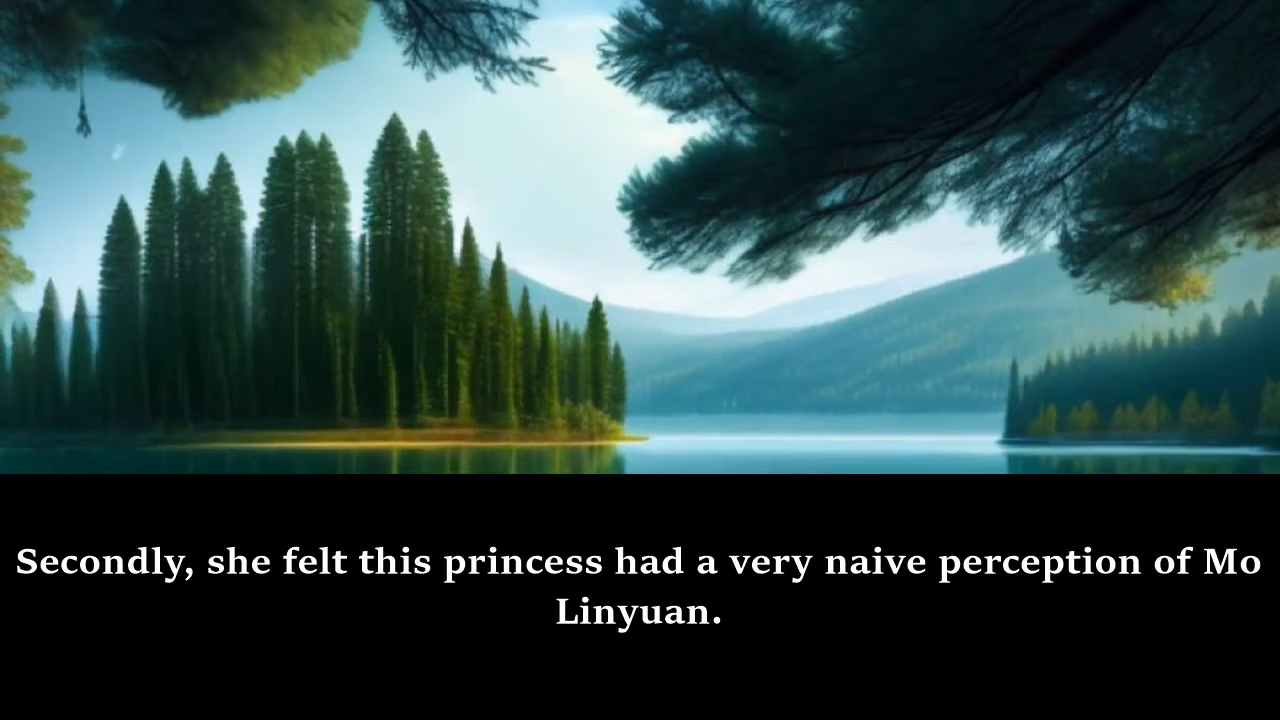 Secondly, she felt this princess had a very naive perception of Mo
Linyuan.